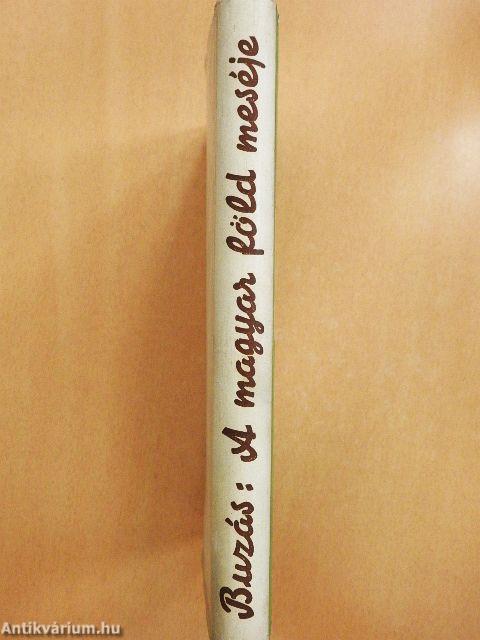 Buzás: A magyar föld meséje
Antikvárium.hu